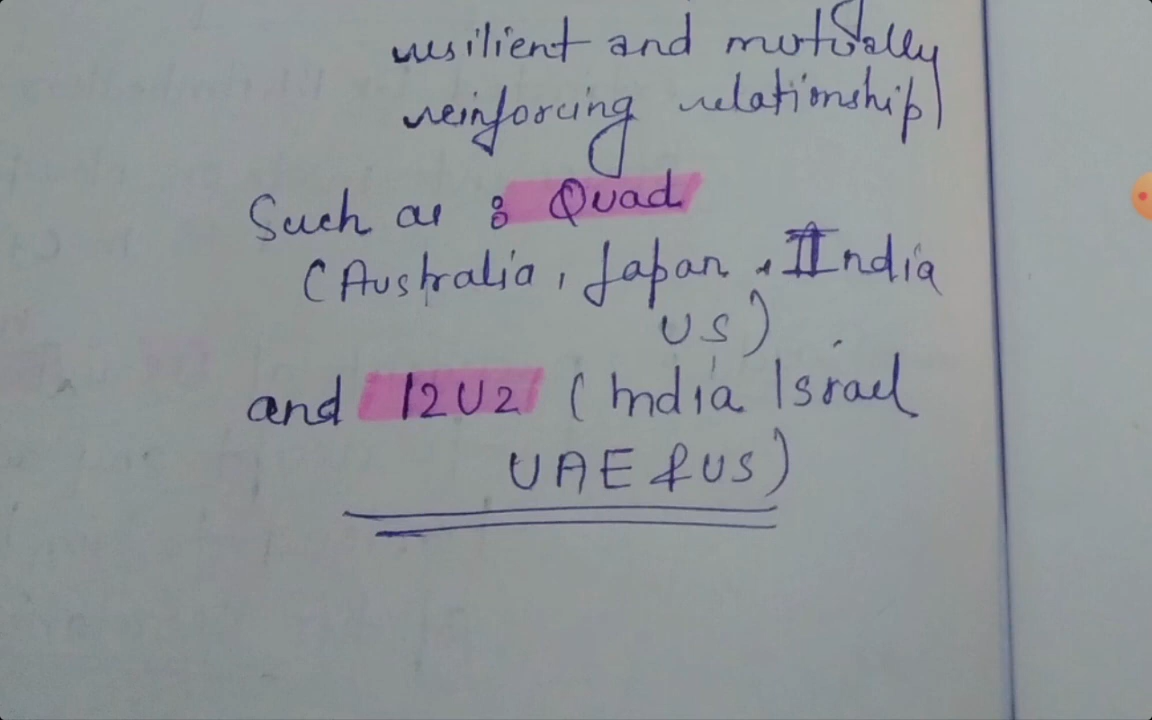 resilient and mutually
reinforcing relationship)
Such as : Quad
(Australia, Japan, India
US)
and I2U2 (India Israel
UAE & US)